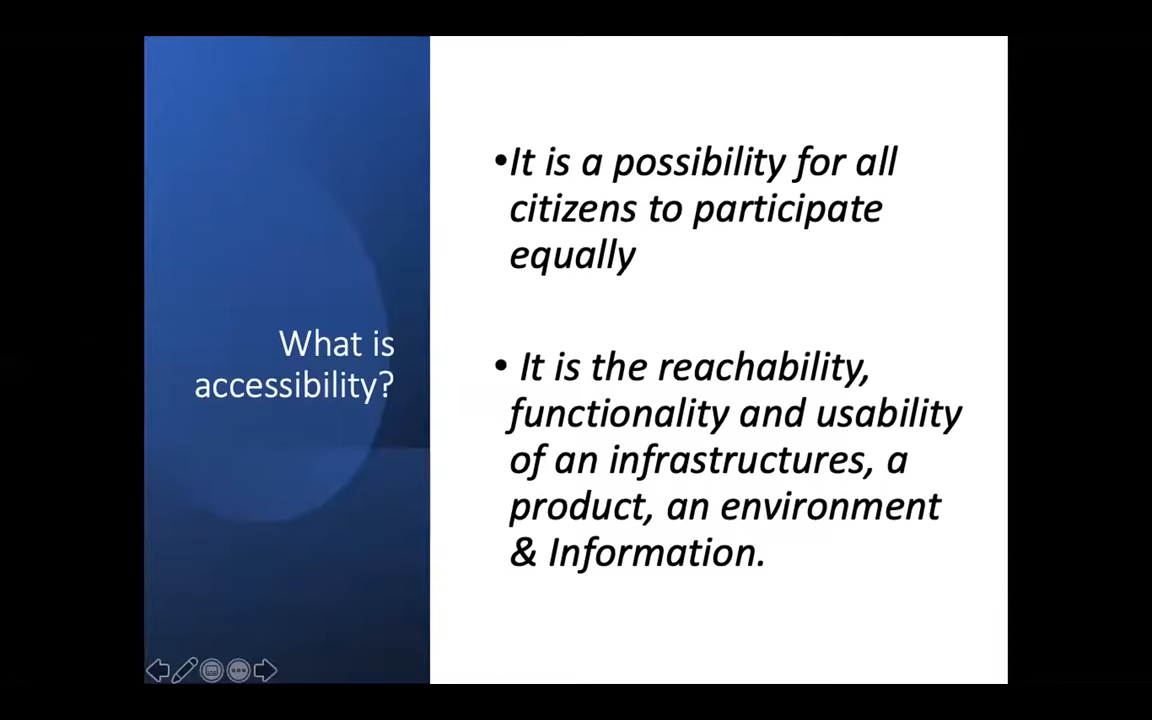 What is
accessibility?
•It is a possibility for all
citizens to participate
equally
• It is the reachability,
functionality and usability
of an infrastructures, a
product, an environment
& Information.